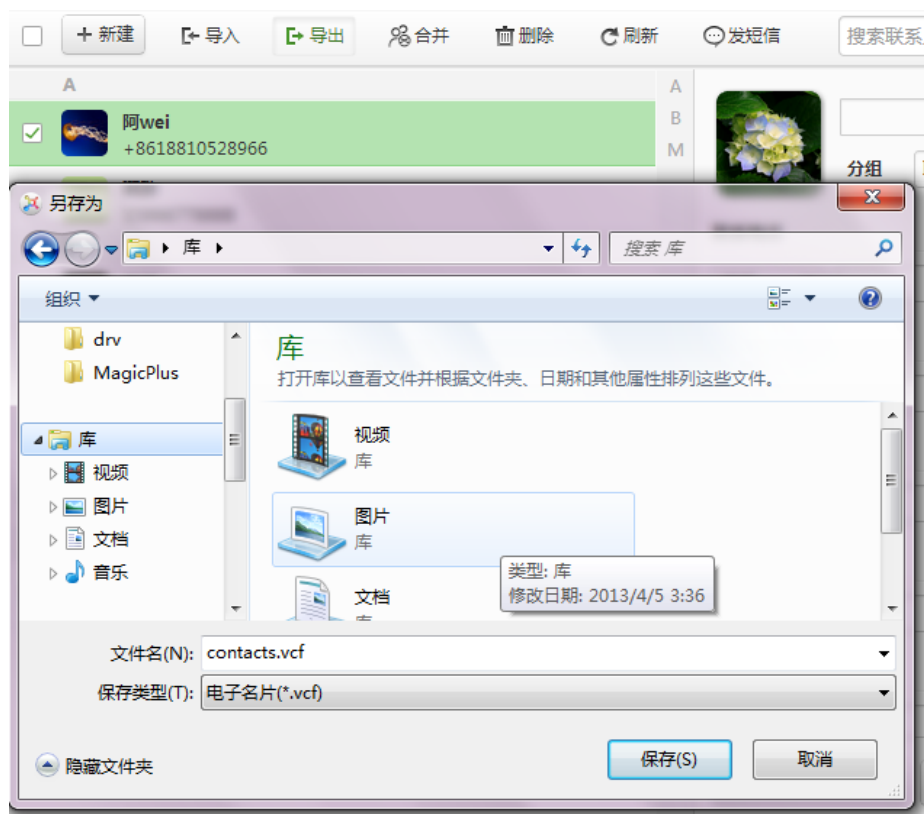 新建 导入 导出 合并 删除 刷新 发短信 搜索联系
A
阿wei
+8618810528966
A
B
M
分组
另存为
库
搜索 库
组织
drv
MagicPlus
库
视频
图片
文档
音乐
库
打开库以查看文件并根据文件夹、日期和其他属性排列这些文件。
视频
库
图片
库
文档
类型: 库
修改日期: 2013/4/5 3:36
文件名(N): contacts.vcf
保存类型(T): 电子名片(*.vcf)
隐藏文件夹
保存(S) 取消